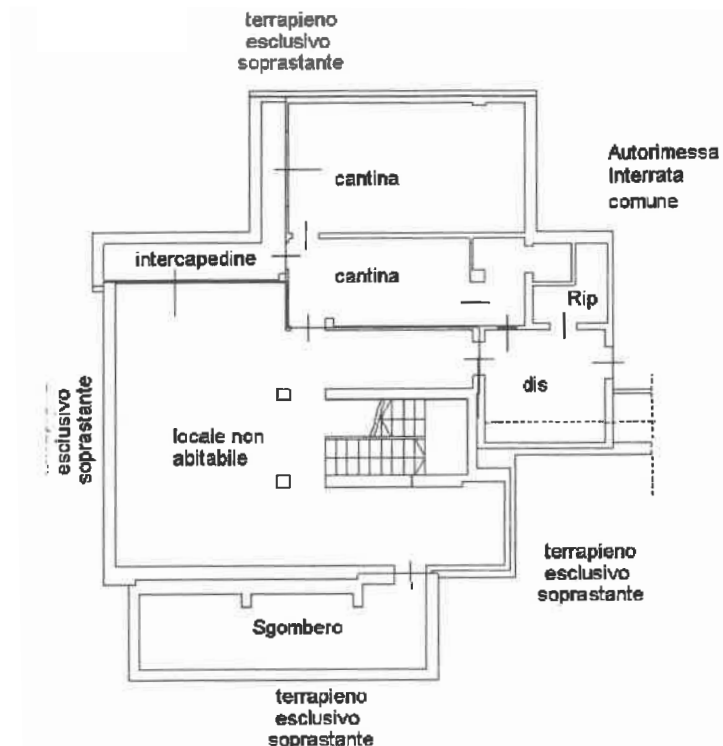 terrapieno
esclusivo
soprastante
Autorimessa
Interrata
comune
cantina
intercapedine
cantina
Rip
dis
esclusivo
soprastante
locale non
abitabile
terrapieno
esclusivo
soprastante
Sgombero
terrapieno
esclusivo
soprastante